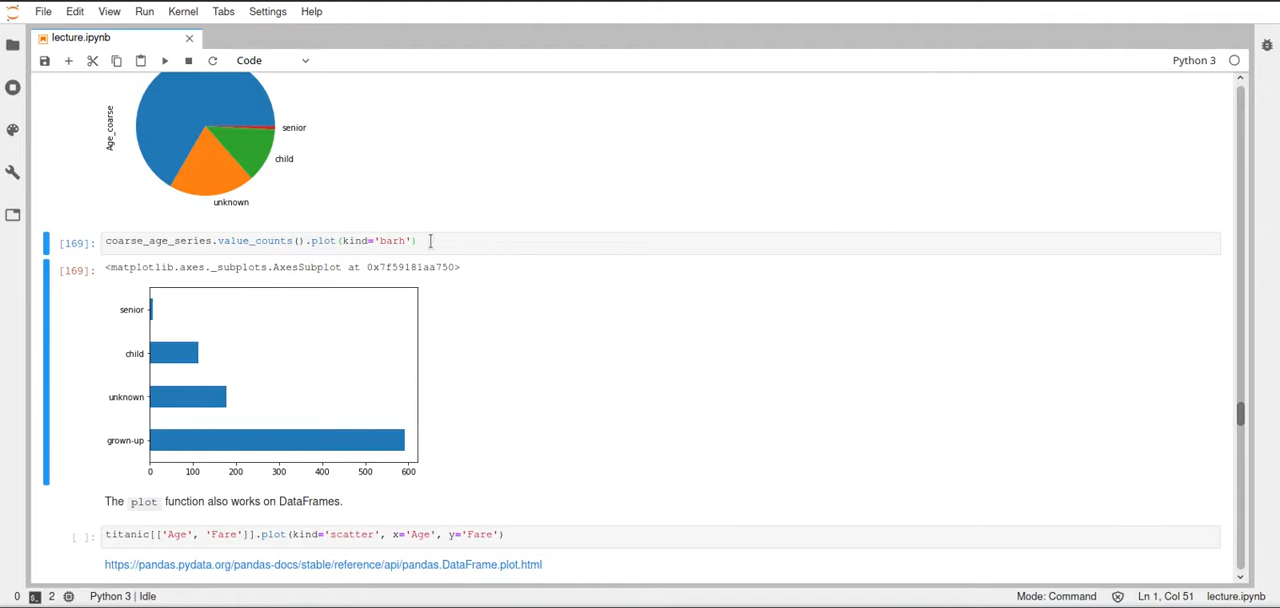 File Edit View Run Kernel Tabs Settings Help
lecture.ipynb
Code
Python 3
Age_coarse
senior
child
unknown
[169]: coarse_age_series.value_counts().plot(kind='barh')
[169]: <matplotlib.axes._subplots.AxesSubplot at 0x7f59181aa750>
senior
child
unknown
grown-up
0 100 200 300 400 500 600
The plot function also works on DataFrames.
[ ]: titanic[['Age', 'Fare']].plot(kind='scatter', x='Age', y='Fare')
https://pandas.pydata.org/pandas-docs/stable/reference/api/pandas.DataFrame.plot.html
0 2 Python 3 | Idle Mode: Command Ln 1, Col 51 lecture.ipynb